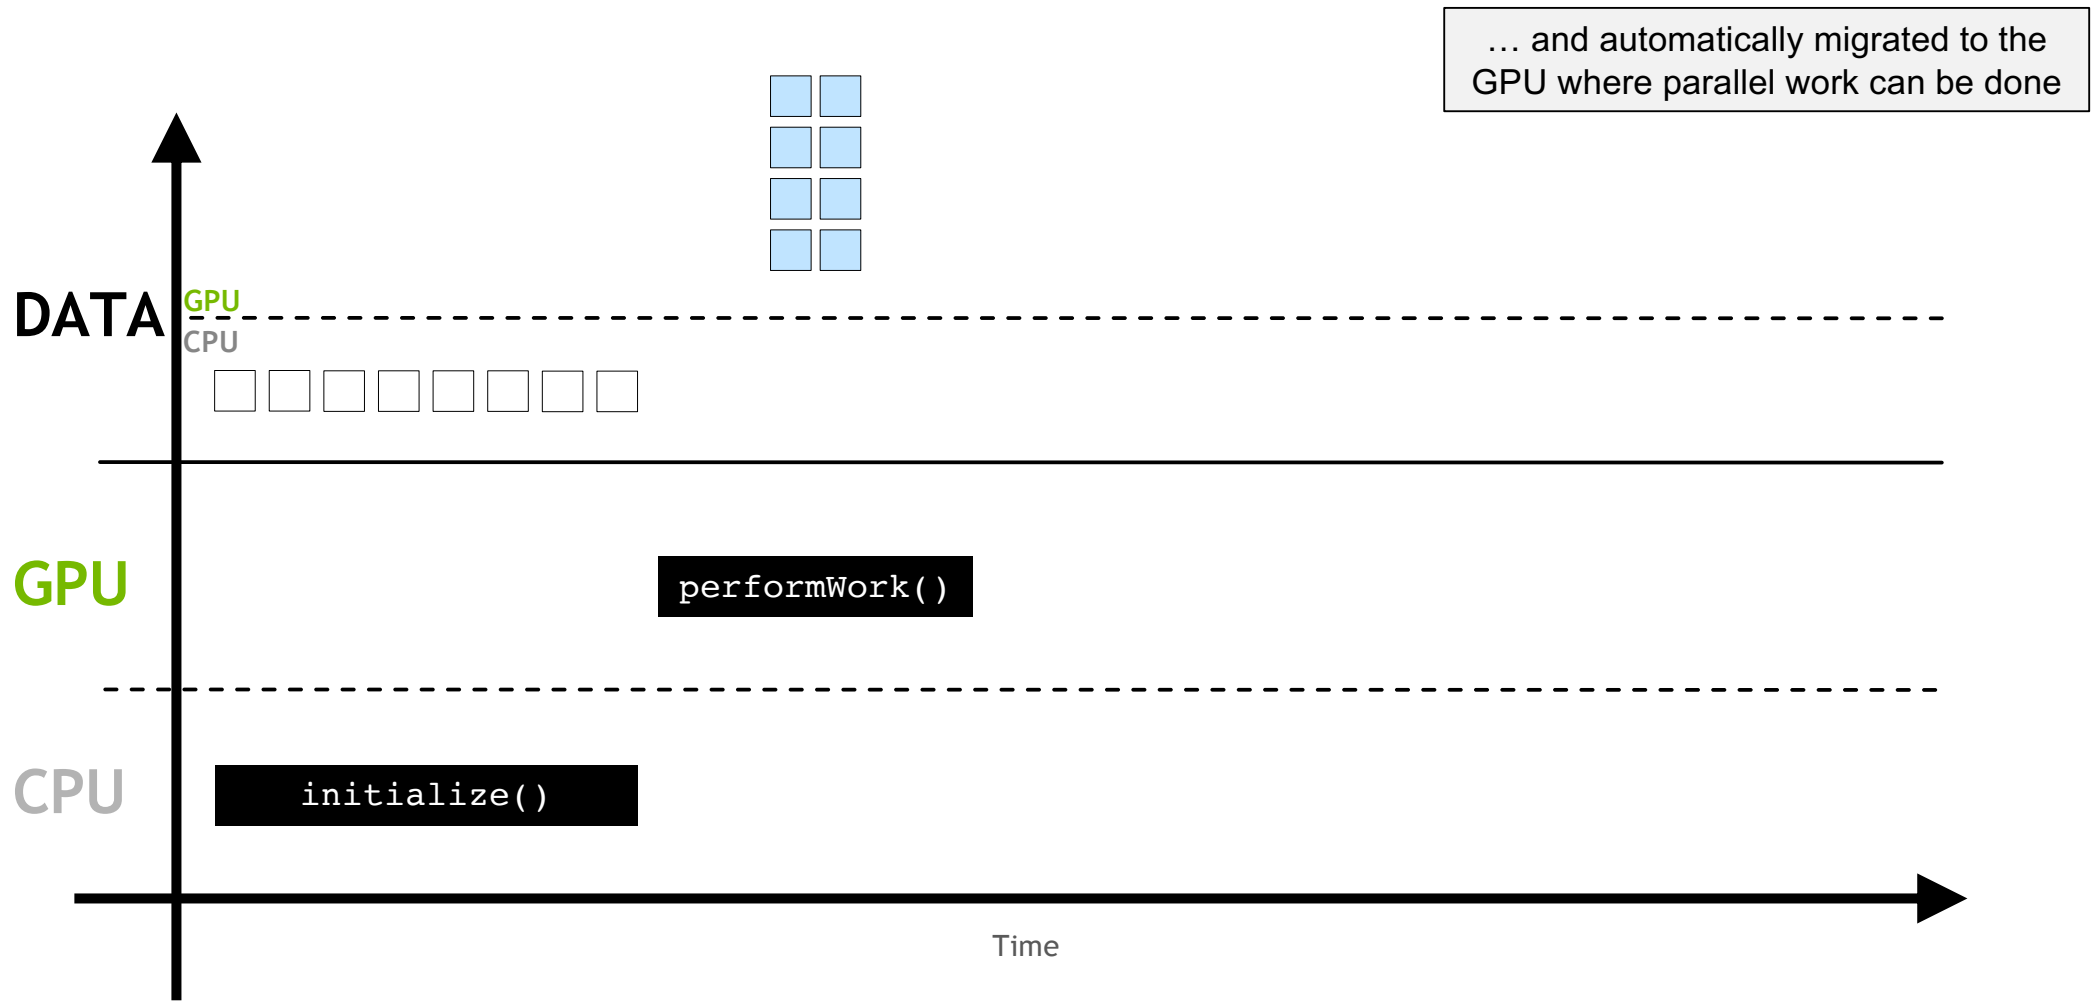 … and automatically migrated to the
GPU where parallel work can be done
DATA
GPU
CPU
GPU
performWork()
CPU
initialize()
Time